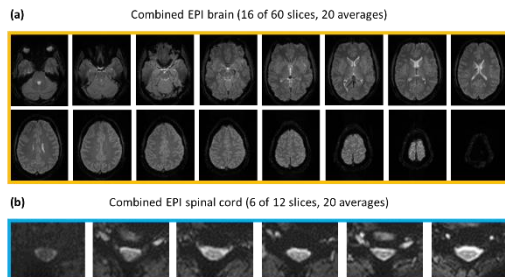 (a) Combined EPI brain (16 of 60 slices, 20 averages)
(b) Combined EPI spinal cord (6 of 12 slices, 20 averages)